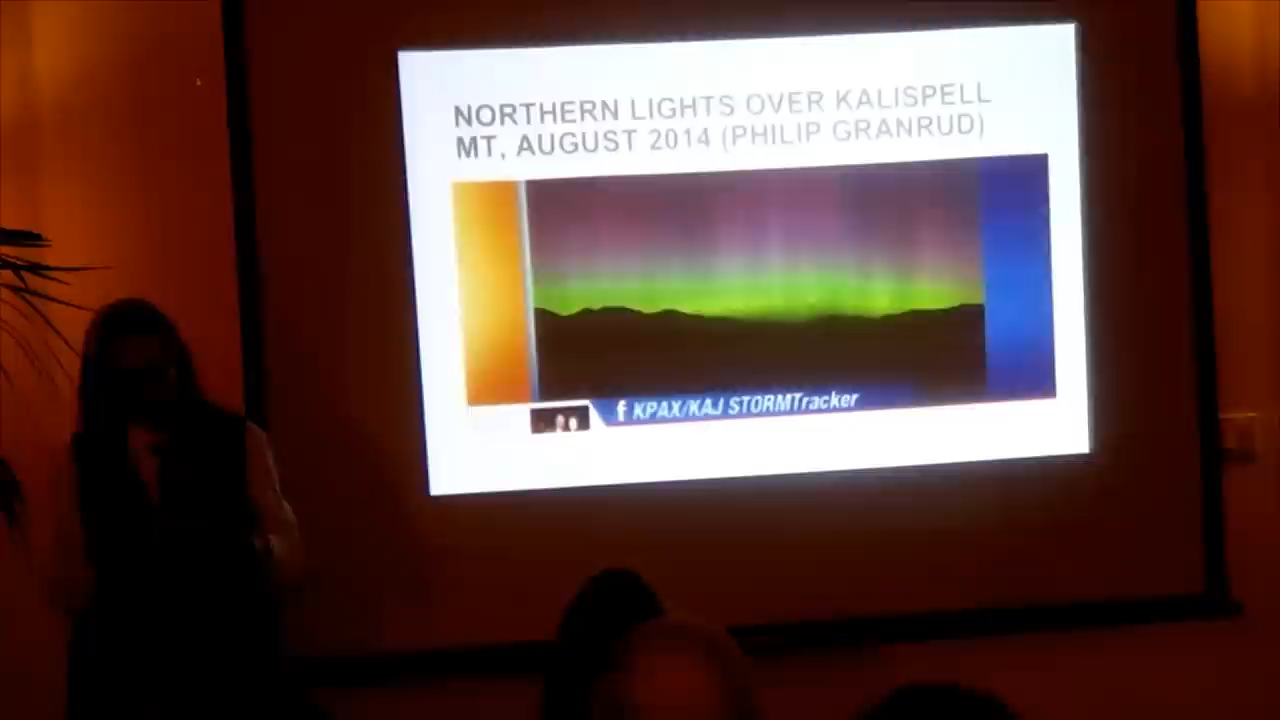 NORTHERN LIGHTS OVER KALISPELL
MT, AUGUST 2014 (PHILIP GRANRUD)
f KPAX/KAJ STORMTracker